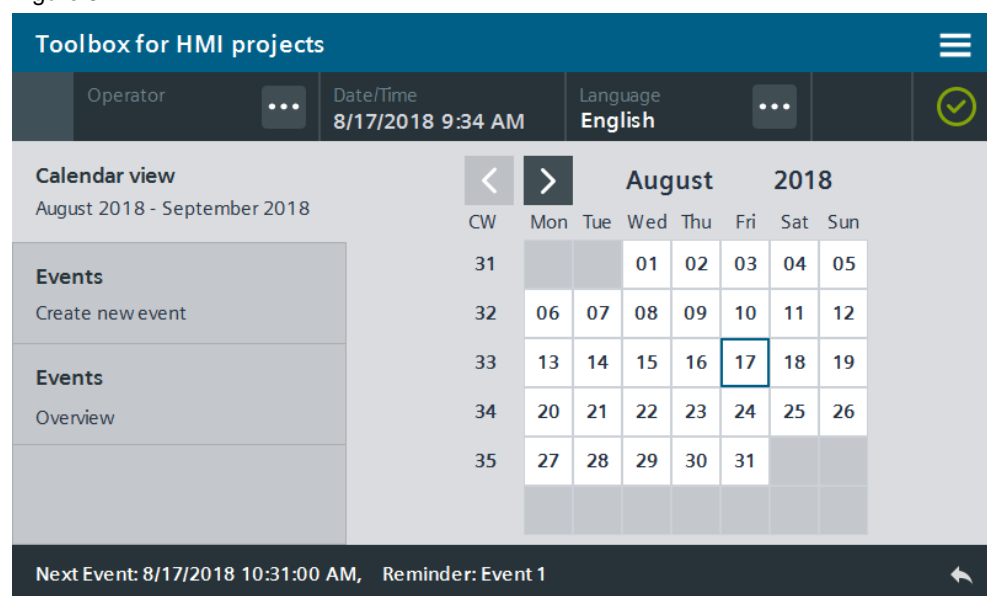 Toolbox for HMI projects
Operator
...
Date/Time
8/17/2018 9:34 AM
Language
English
...
Calendar view
August 2018 - September 2018
Events
Create new event
Events
Overview
August 2018
CW Mon Tue Wed Thu Fri Sat Sun
31 01 02 03 04 05
32 06 07 08 09 10 11 12
33 13 14 15 16 17 18 19
34 20 21 22 23 24 25 26
35 27 28 29 30 31
Next Event: 8/17/2018 10:31:00 AM, Reminder: Event 1